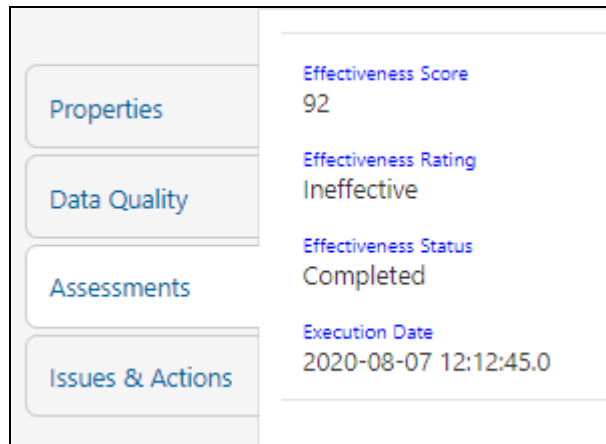 Properties
Data Quality
Assessments
Issues & Actions
Effectiveness Score
92
Effectiveness Rating
Ineffective
Effectiveness Status
Completed
Execution Date
2020-08-07 12:12:45.0